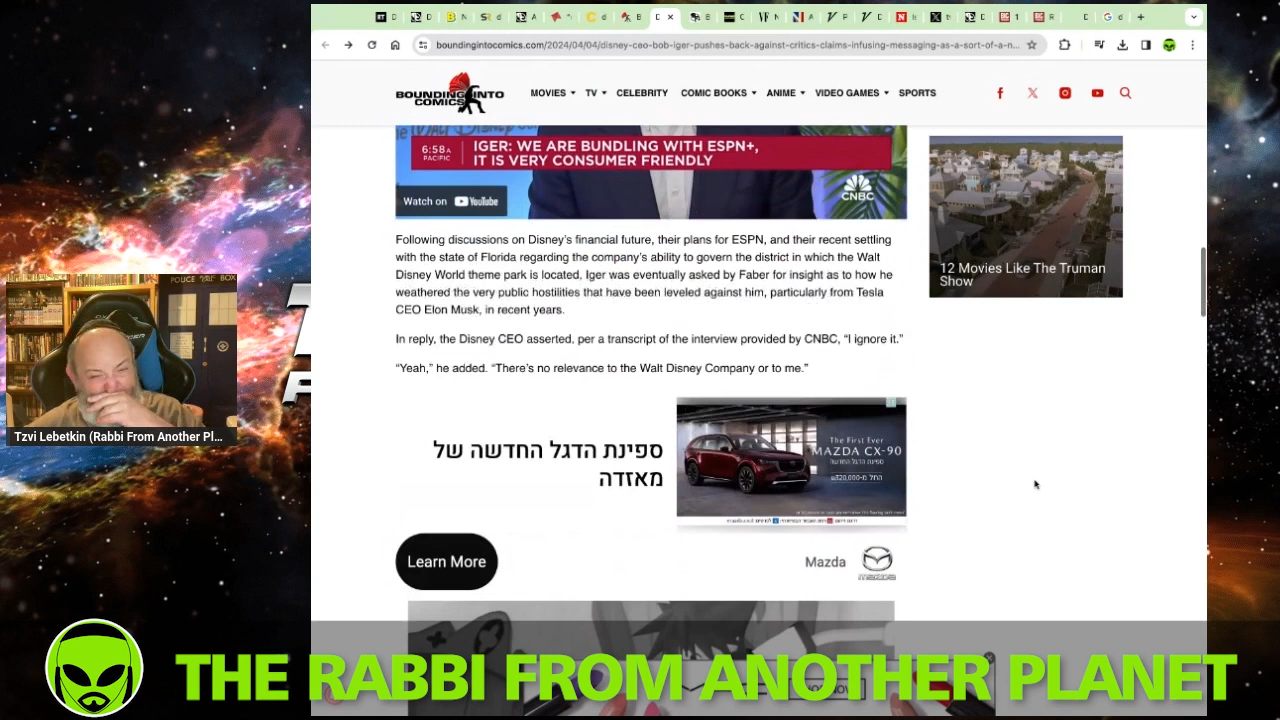 boundingintocomics.com/2024/04/04/disney-ceo-bob-iger-pushes-back-against-critics-claims-infusing-messaging-as-a-sort-of-a-n...
BOUNDING INTO
COMICS
MOVIES TV CELEBRITY COMIC BOOKS ANIME VIDEO GAMES SPORTS
6:58A
PACIFIC
IGER: WE ARE BUNDLING WITH ESPN+,
IT IS VERY CONSUMER FRIENDLY
Watch on YouTube
CNBC
12 Movies Like The Truman
Show
Following discussions on Disney’s financial future, their plans for ESPN, and their recent settling
with the state of Florida regarding the company’s ability to govern the district in which the Walt
Disney World theme park is located, Iger was eventually asked by Faber for insight as to how he
weathered the very public hostilities that have been leveled against him, particularly from Tesla
CEO Elon Musk, in recent years.
In reply, the Disney CEO asserted, per a transcript of the interview provided by CNBC, “I ignore it.”
“Yeah,” he added. “There’s no relevance to the Walt Disney Company or to me.”
ספינת הדגל החדשה של
מאזדה
The First Ever
MAZDA CX-90
ספינת הדגל החדשה
החל מ-₪320,000
Learn More
Mazda
mazda
POLICE BOX
Tzvi Lebetkin (Rabbi From Another Pl...
THE RABBI FROM ANOTHER PLANET